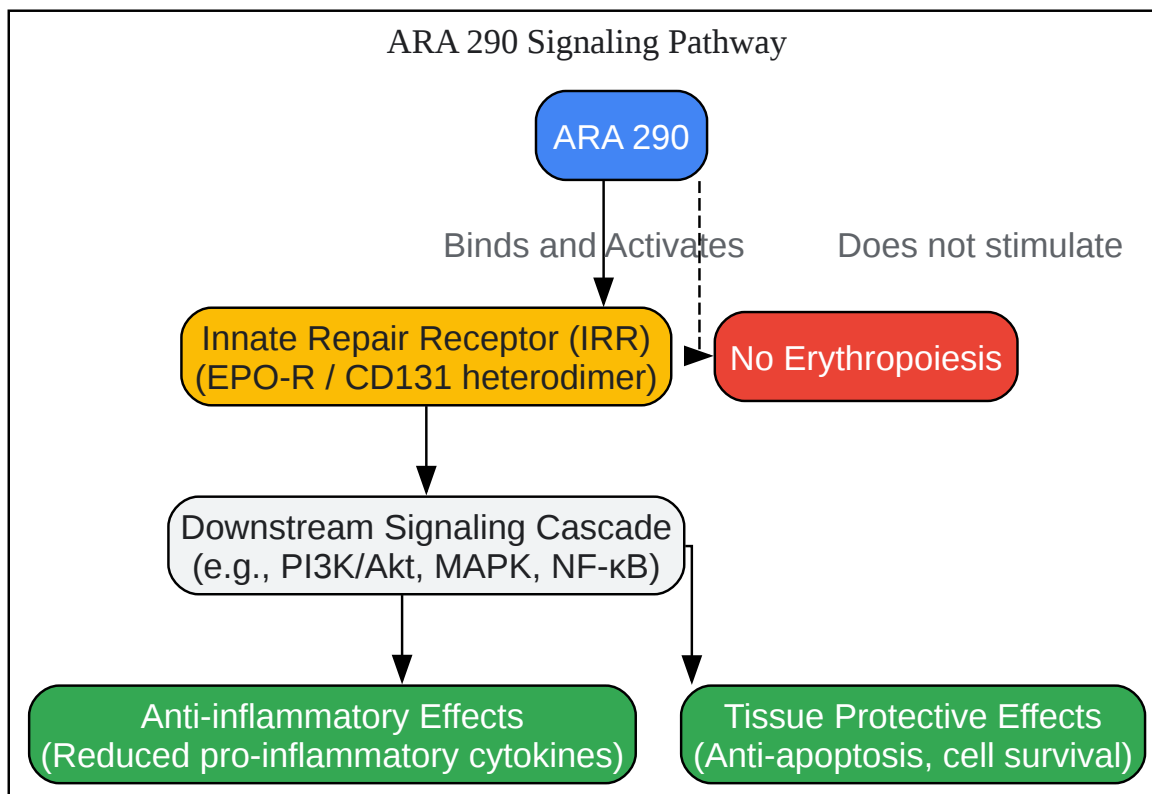 ARA 290 Signaling Pathway
ARA 290
Binds and Activates
Does not stimulate
Innate Repair Receptor (IRR)
(EPO-R / CD131 heterodimer)
No Erythropoiesis
Downstream Signaling Cascade
(e.g., PI3K/Akt, MAPK, NF-κB)
Anti-inflammatory Effects
(Reduced pro-inflammatory cytokines)
Tissue Protective Effects
(Anti-apoptosis, cell survival)